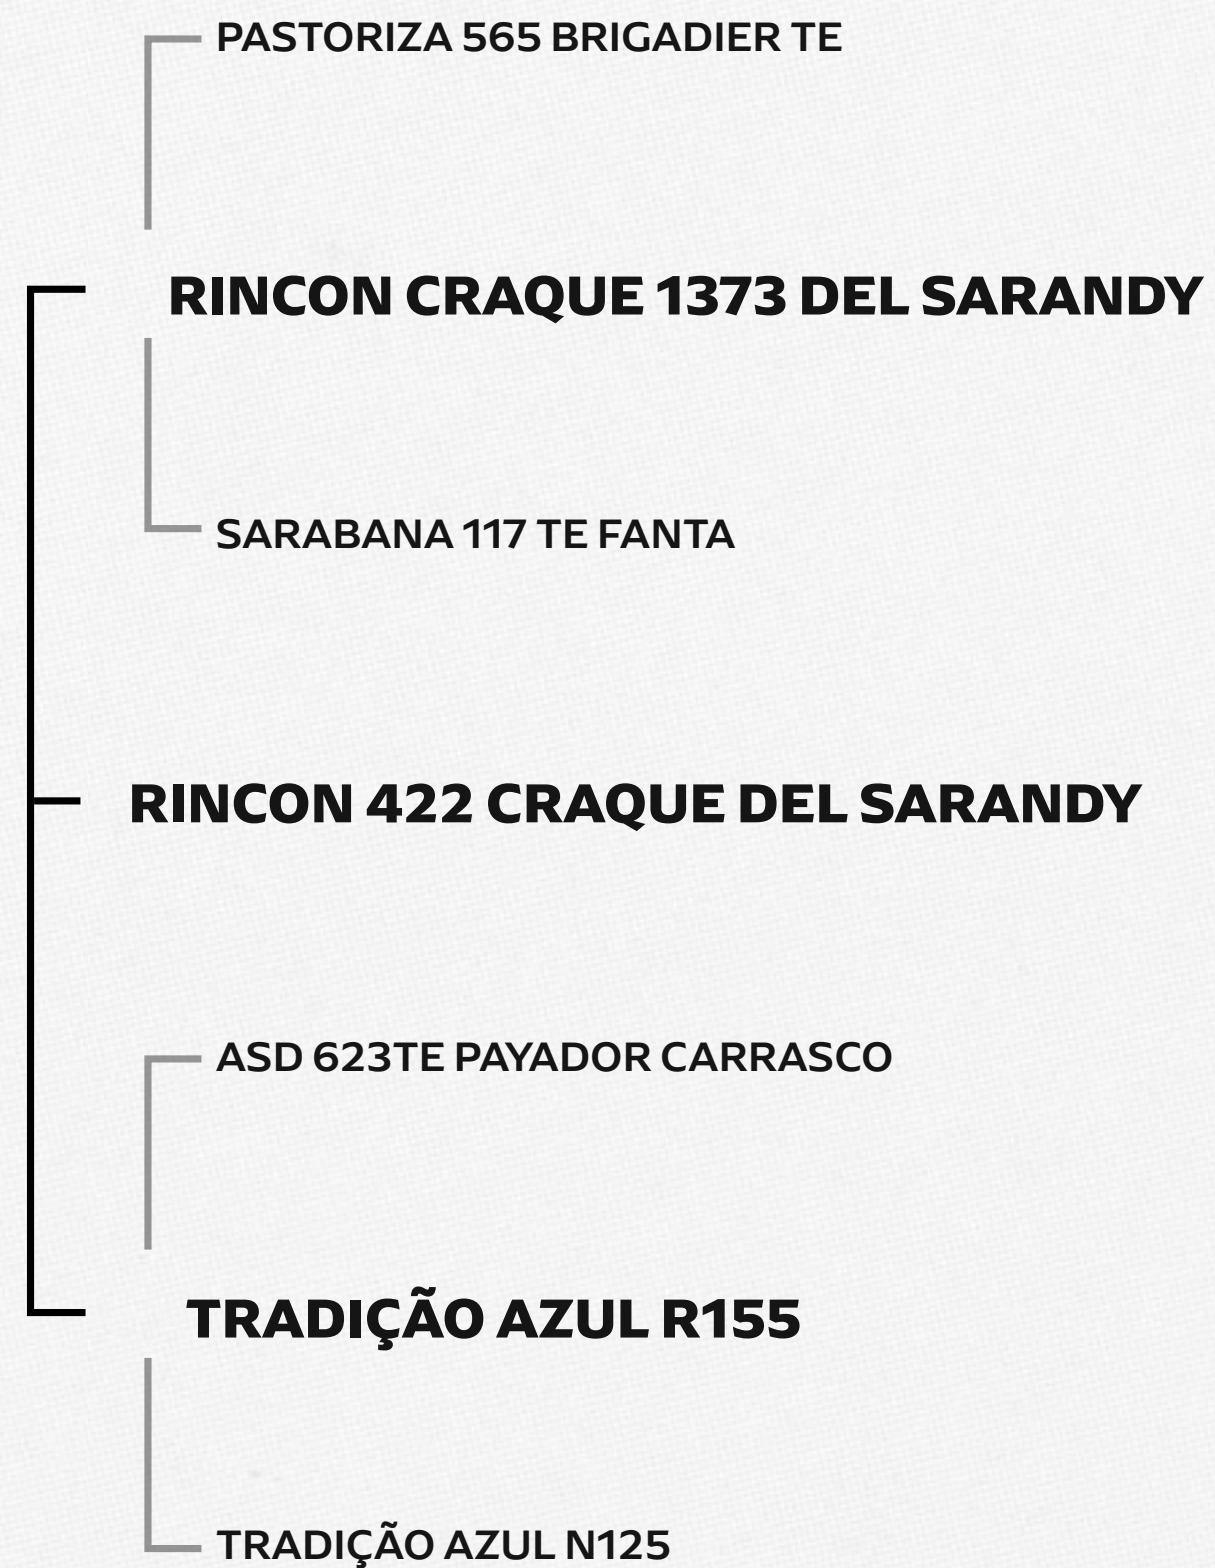 PASTORIZA 565 BRIGADIER TE
RINCON CRAQUE 1373 DEL SARANDY
SARABANA 117 TE FANTA
RINCON 422 CRAQUE DEL SARANDY
ASD 623TE PAYADOR CARRASCO
TRADIÇÃO AZUL R155
TRADIÇÃO AZUL N125